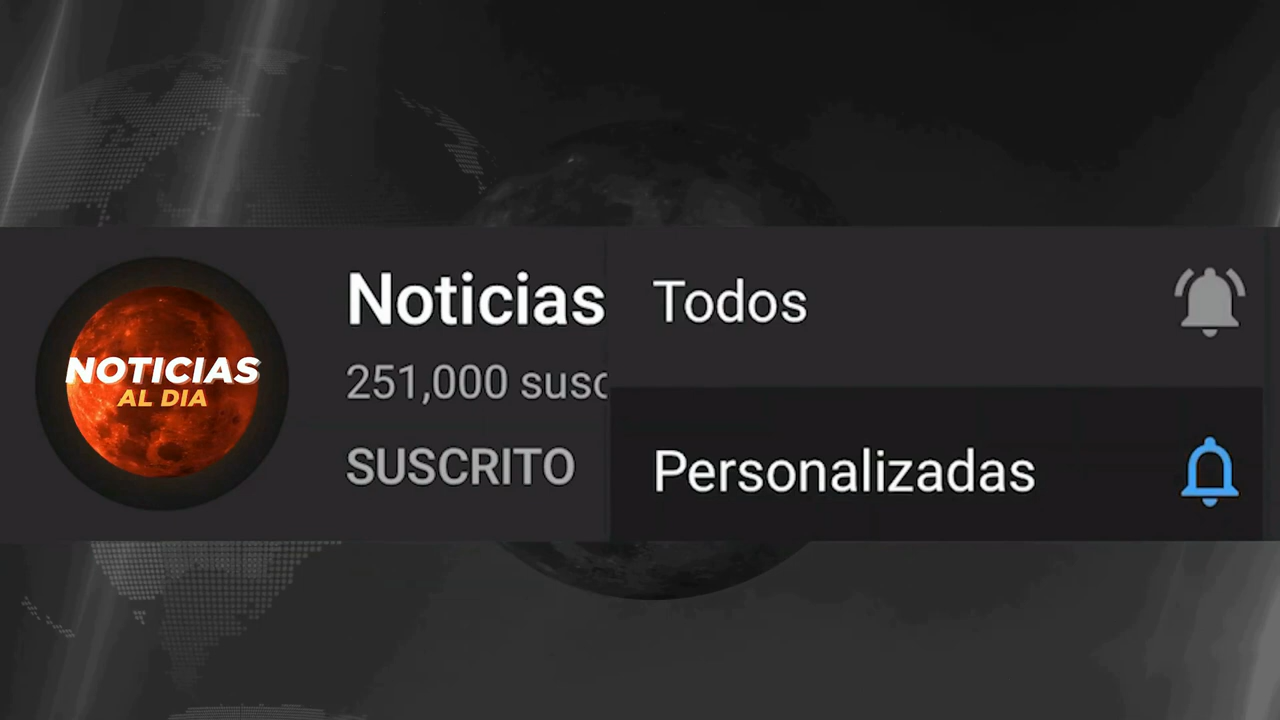 NOTICIAS
AL DIA
Noticias
251,000 susc
SUSCRITO
Todos
Personalizadas